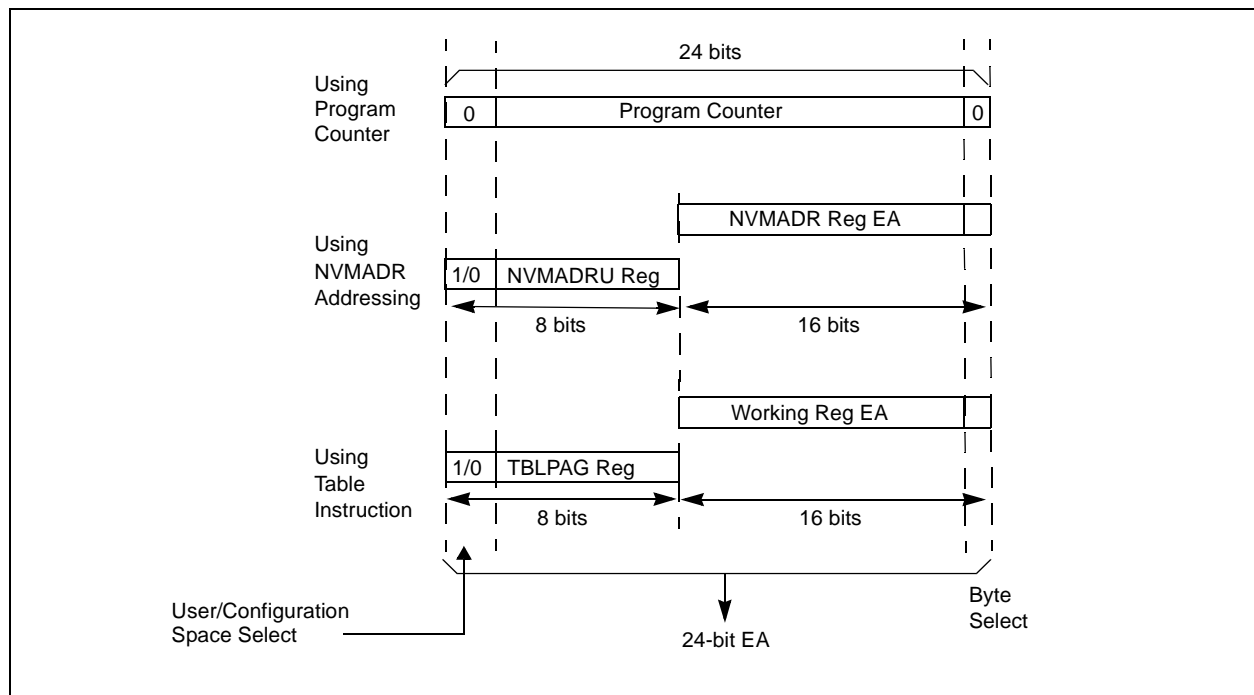 24 bits
Using
Program
Counter
0
Program Counter
0
NVMADR Reg EA
Using
NVMADR
Addressing
1/0
NVMADRU Reg
8 bits
16 bits
Working Reg EA
Using
Table
Instruction
1/0
TBLPAG Reg
8 bits
16 bits
User/Configuration
Space Select
24-bit EA
Byte
Select